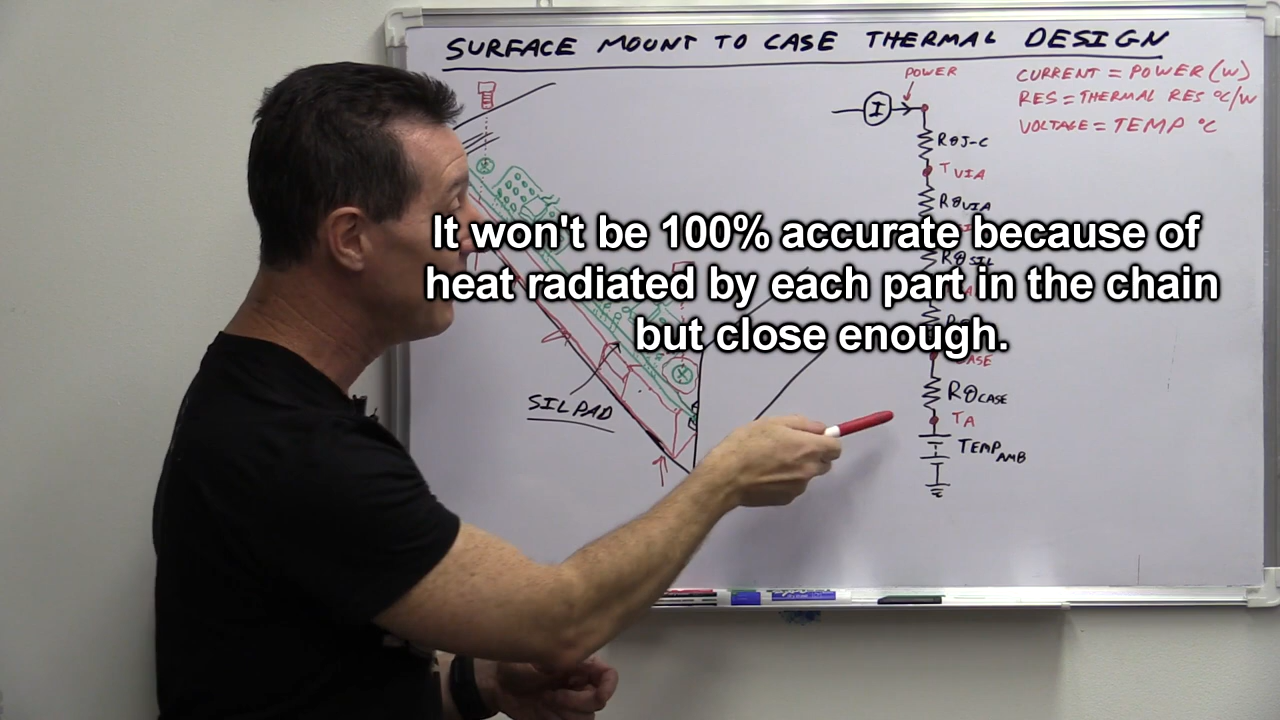 SURFACE MOUNT TO CASE THERMAL DESIGN
POWER
CURRENT = POWER (W)
RES = THERMAL RES °C/W
VOLTAGE = TEMP °C
I
RθJ-C
TVIA
RθVIA
It won't be 100% accurate because of
RθSIL
heat radiated by each part in the chain
but close enough.
RθCASE
SILPAD
TA
TEMPAMB